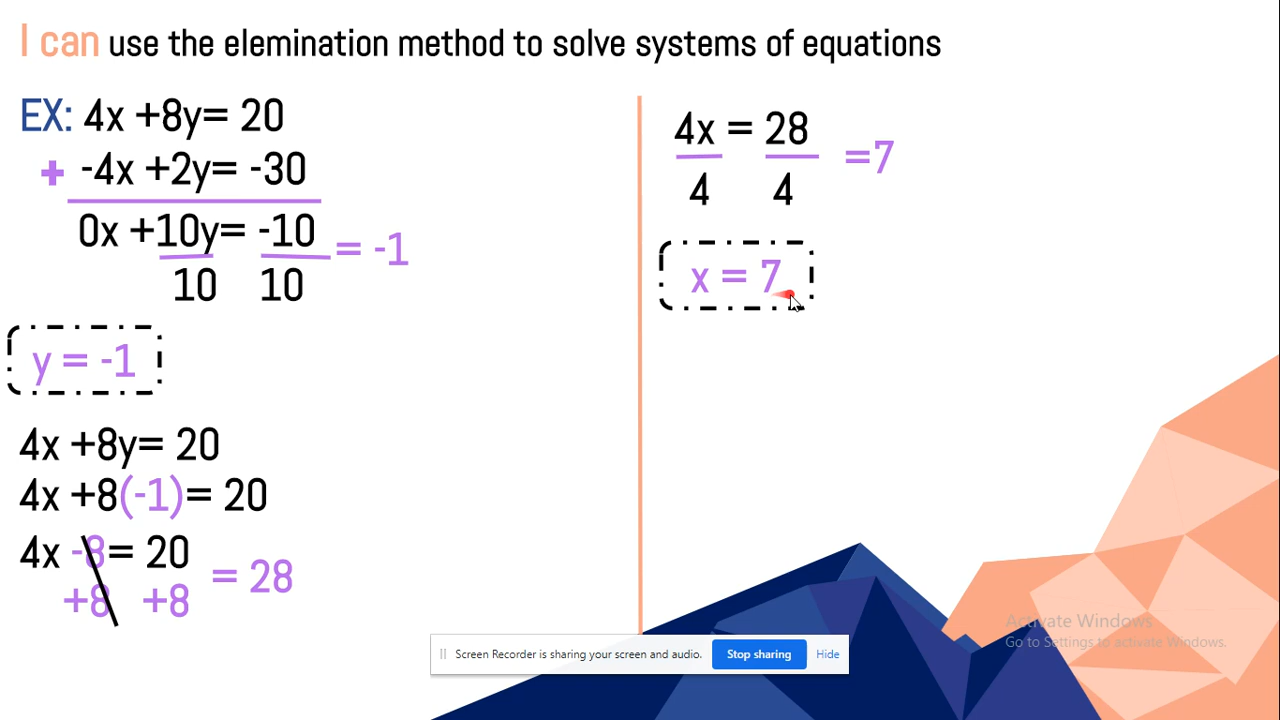 I can use the elemination method to solve systems of equations
EX: 4x +8y= 20
+ -4x +2y= -30
0x +10y= -10
= -1
10 10
y = -1
4x +8y= 20
4x +8(-1)= 20
4x -8= 20
+8 +8
= 28
4x = 28
=7
4 4
x = 7
Activate Windows
Go to Settings to activate Windows.
Screen Recorder is sharing your screen and audio. Stop sharing Hide